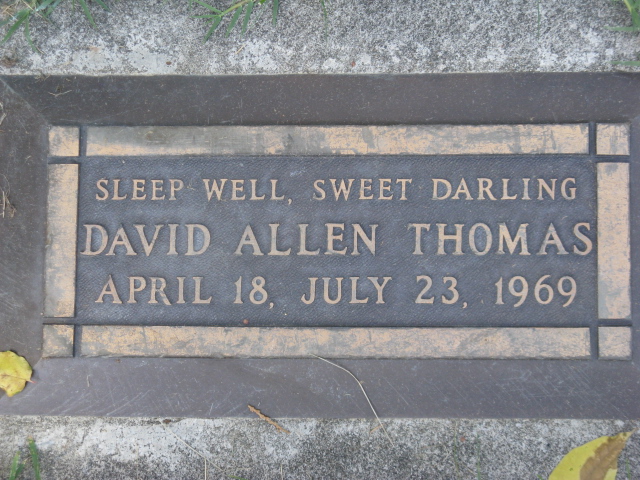 SLEEP WELL, SWEET DARLING
DAVID ALLEN THOMAS
APRIL 18, JULY 23, 1969